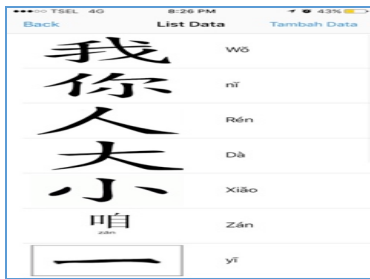 ●●●○○ TSEL 4G 8:26 PM 43%
Back List Data Tambah Data
我 Wǒ
你 nǐ
人 Rén
大 Dà
小 Xiǎo
咱 zán Zán
一 yī